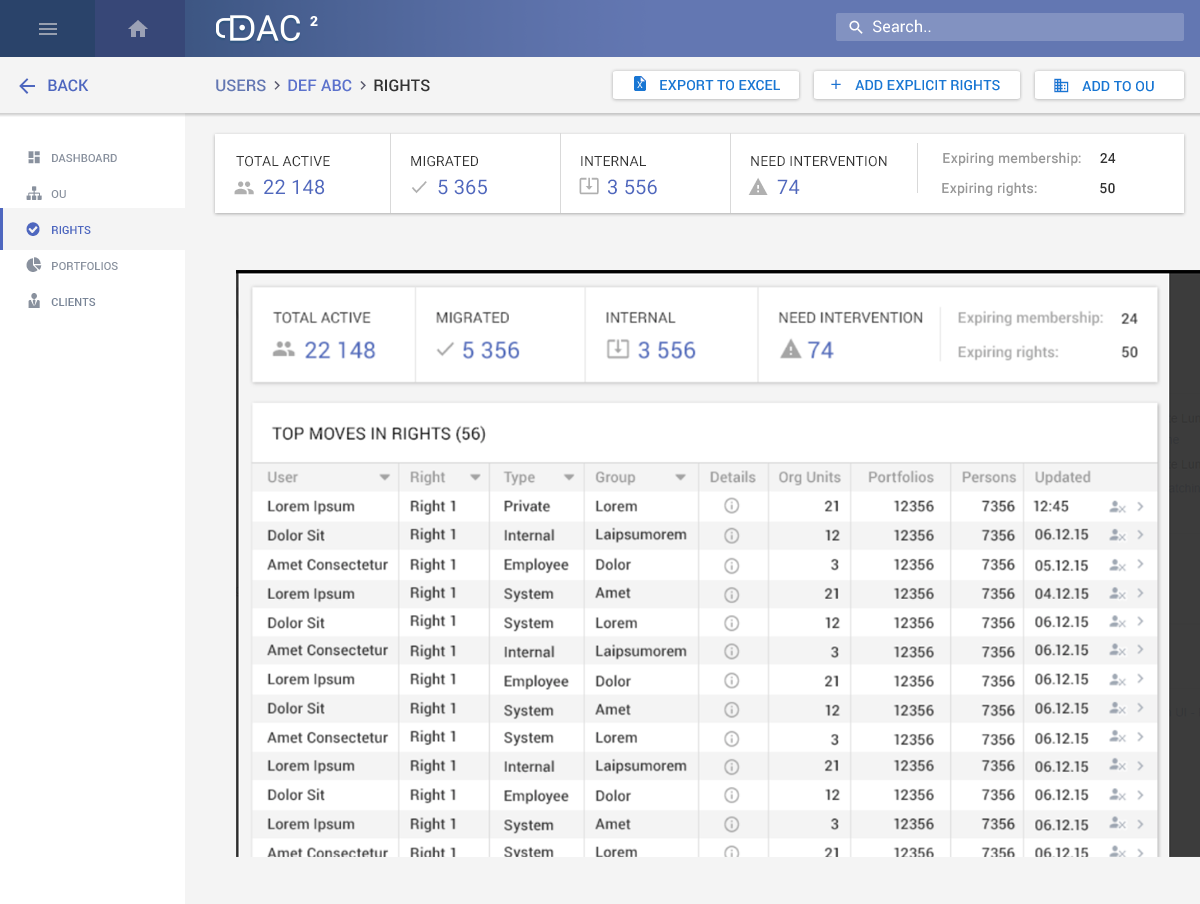 DAC 2
Search..
BACK
USERS > DEF ABC > RIGHTS
EXPORT TO EXCEL
+ ADD EXPLICIT RIGHTS
ADD TO OU
DASHBOARD
OU
RIGHTS
PORTFOLIOS
CLIENTS
TOTAL ACTIVE
22 148
MIGRATED
5 365
INTERNAL
3 556
NEED INTERVENTION
74
Expiring membership: 24
Expiring rights: 50
TOTAL ACTIVE
22 148
MIGRATED
5 356
INTERNAL
3 556
NEED INTERVENTION
74
Expiring membership: 24
Expiring rights: 50
TOP MOVES IN RIGHTS (56)
User Right Type Group Details Org Units Portfolios Persons Updated
Lorem Ipsum Right 1 Private Lorem 21 12356 7356 12:45
Dolor Sit Right 1 Internal Laipsumorem 12 12356 7356 06.12.15
Amet Consectetur Right 1 Employee Dolor 3 12356 7356 05.12.15
Lorem Ipsum Right 1 System Amet 21 12356 7356 04.12.15
Dolor Sit Right 1 System Lorem 12 12356 7356 06.12.15
Amet Consectetur Right 1 Internal Laipsumorem 3 12356 7356 06.12.15
Lorem Ipsum Right 1 Employee Dolor 21 12356 7356 06.12.15
Dolor Sit Right 1 System Amet 12 12356 7356 06.12.15
Amet Consectetur Right 1 System Lorem 3 12356 7356 06.12.15
Lorem Ipsum Right 1 Internal Laipsumorem 21 12356 7356 06.12.15
Dolor Sit Right 1 Employee Dolor 12 12356 7356 06.12.15
Lorem Ipsum Right 1 System Amet 3 12356 7356 06.12.15
Amet Consectetur Right 1 System Lorem 21 12356 7356 06.12.15